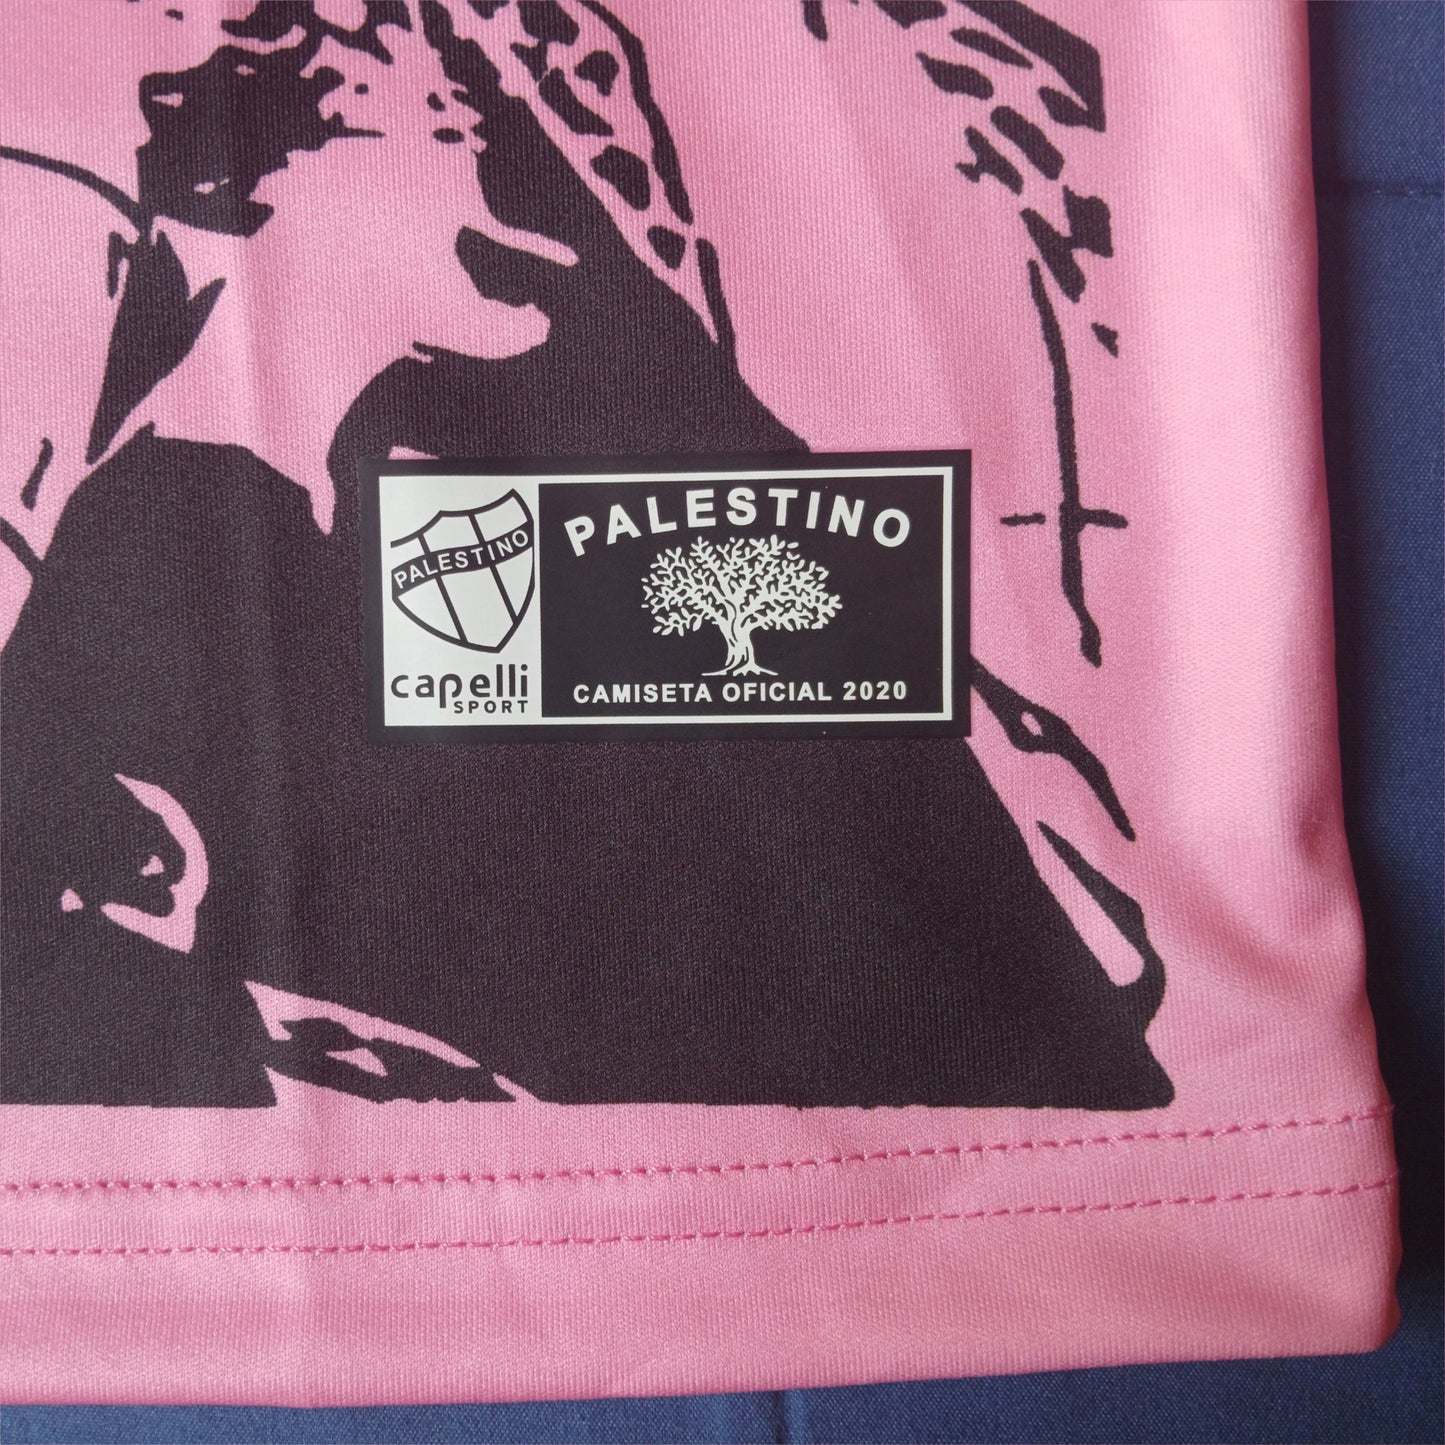 PALESTINO
capelli
SPORT
PALESTINO
CAMISETA OFICIAL 2020